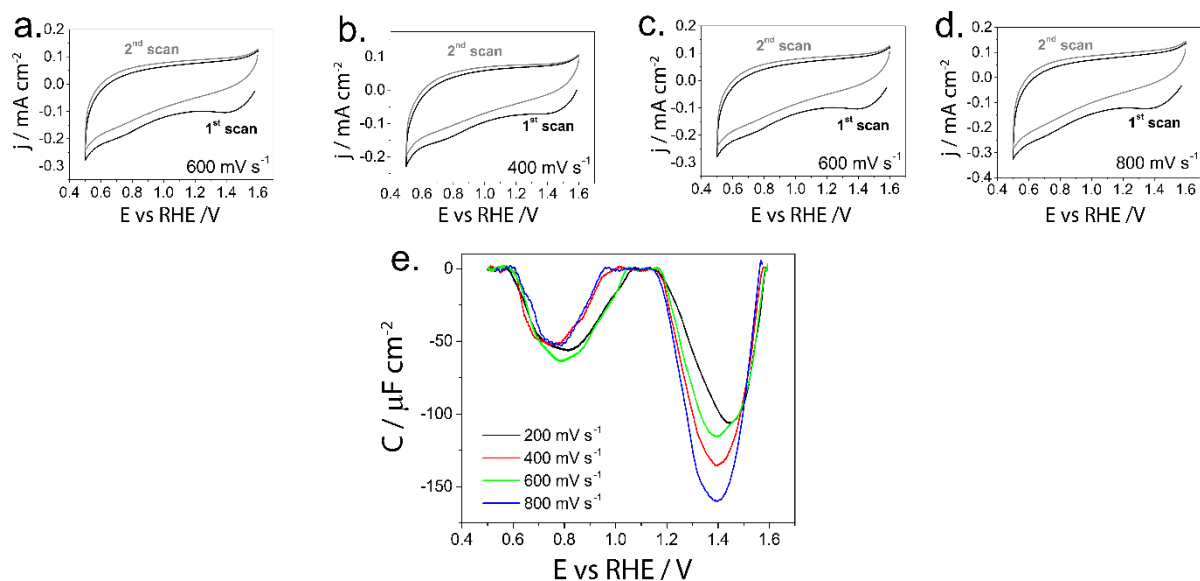 a.
j / mA cm⁻²
0.2
0.1
0.0
-0.1
-0.2
-0.3
2ⁿᵈ scan
1ˢᵗ scan
600 mV s⁻¹
0.4 0.6 0.8 1.0 1.2 1.4 1.6
E vs RHE /V
b.
j / mA cm⁻²
0.2
0.1
0.0
-0.1
-0.2
2ⁿᵈ scan
1ˢᵗ scan
400 mV s⁻¹
0.4 0.6 0.8 1.0 1.2 1.4 1.6
E vs RHE /V
c.
j / mA cm⁻²
0.2
0.1
0.0
-0.1
-0.2
-0.3
2ⁿᵈ scan
1ˢᵗ scan
600 mV s⁻¹
0.4 0.6 0.8 1.0 1.2 1.4 1.6
E vs RHE /V
d.
j / mA cm⁻²
0.2
0.1
0.0
-0.1
-0.2
-0.3
-0.4
2ⁿᵈ scan
1ˢᵗ scan
800 mV s⁻¹
0.4 0.6 0.8 1.0 1.2 1.4 1.6
E vs RHE /V
e.
C / μF cm⁻²
0
-50
-100
-150
200 mV s⁻¹
400 mV s⁻¹
600 mV s⁻¹
800 mV s⁻¹
0.4 0.6 0.8 1.0 1.2 1.4 1.6
E vs RHE / V